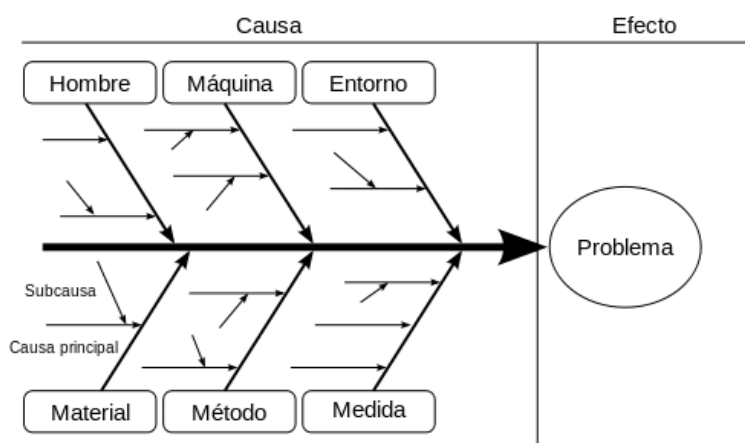 Causa
Efecto
Hombre
Máquina
Entorno
Problema
Subcausa
Causa principal
Material
Método
Medida